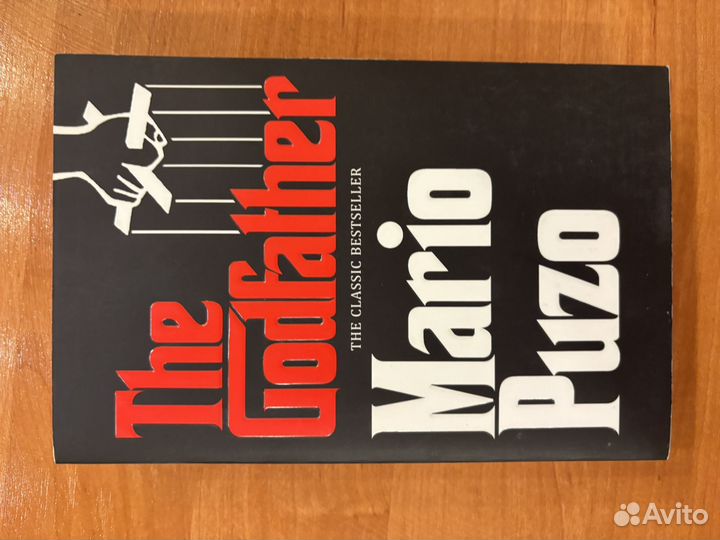 The
Godfather
THE CLASSIC BESTSELLER
Mario
Puzo
Avito